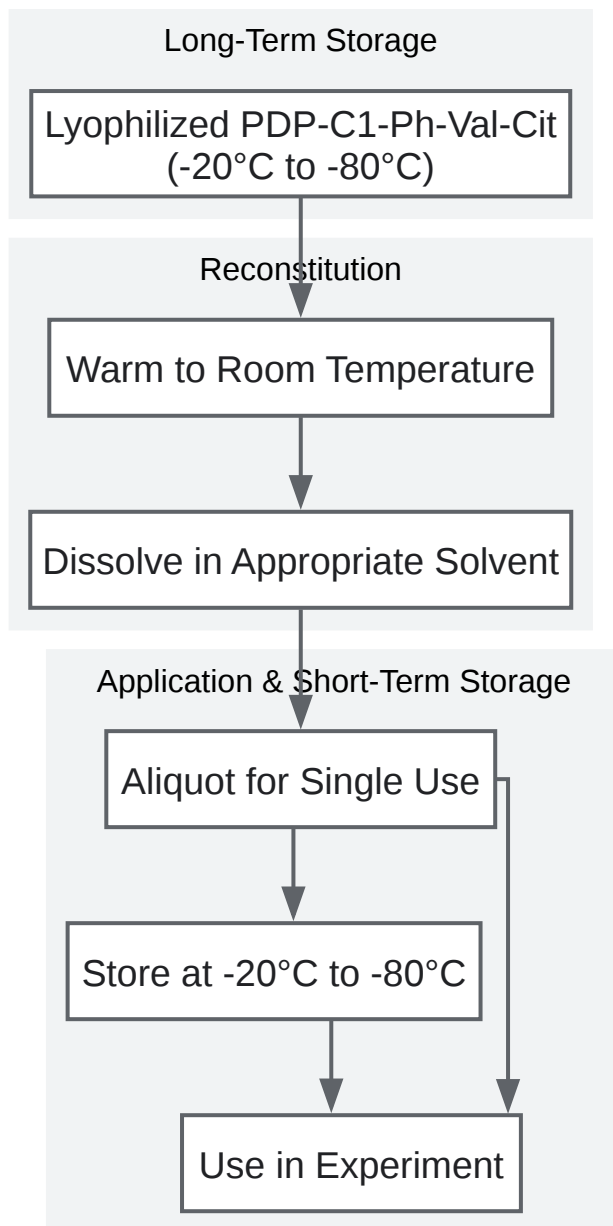 Long-Term Storage
Lyophilized PDP-C1-Ph-Val-Cit
(-20°C to -80°C)
Reconstitution
Warm to Room Temperature
Dissolve in Appropriate Solvent
Application & Short-Term Storage
Aliquot for Single Use
Store at -20°C to -80°C
Use in Experiment